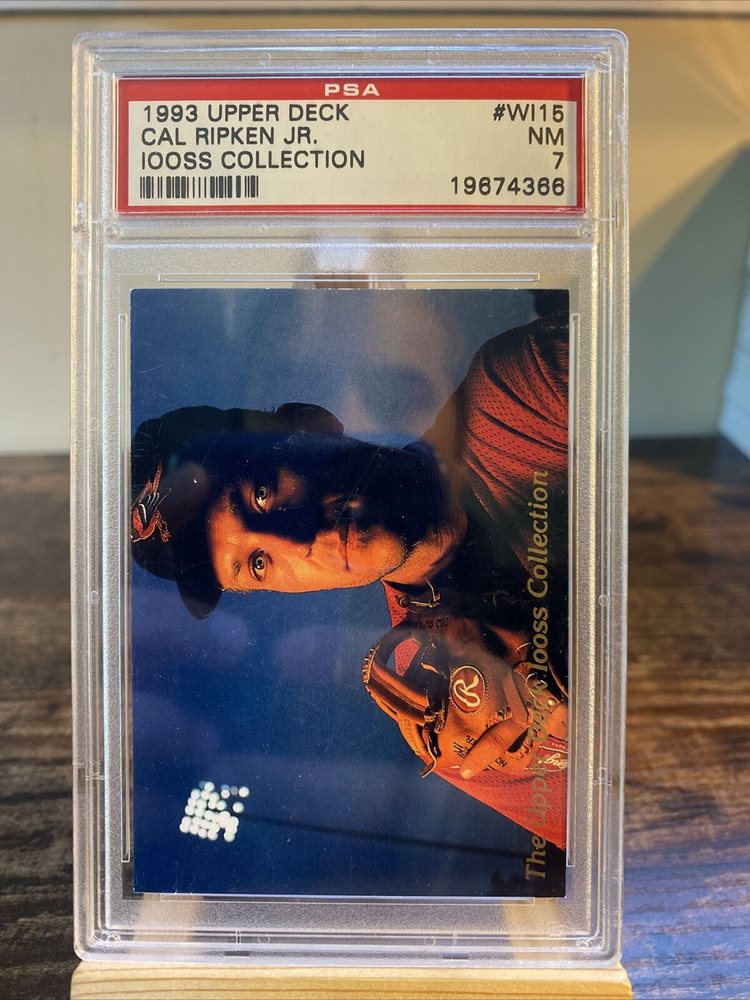 PSA
1993 UPPER DECK #WI15
CAL RIPKEN JR. NM
IOOSS COLLECTION 7
19674366
The Upper Deck Iooss Collection
R